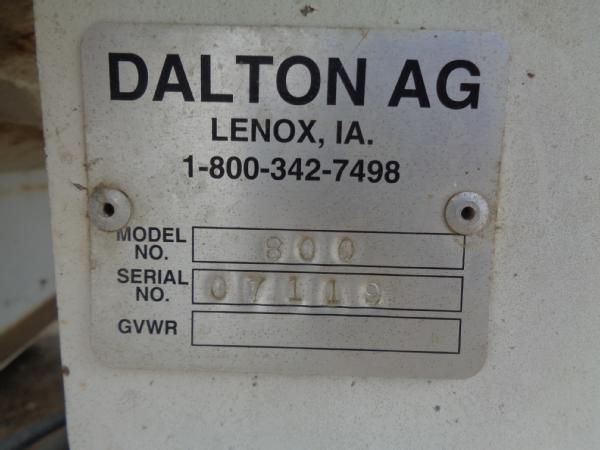 DALTON AG
LENOX, IA.
1-800-342-7498
MODEL NO. 800
SERIAL NO. 07119
GVWR